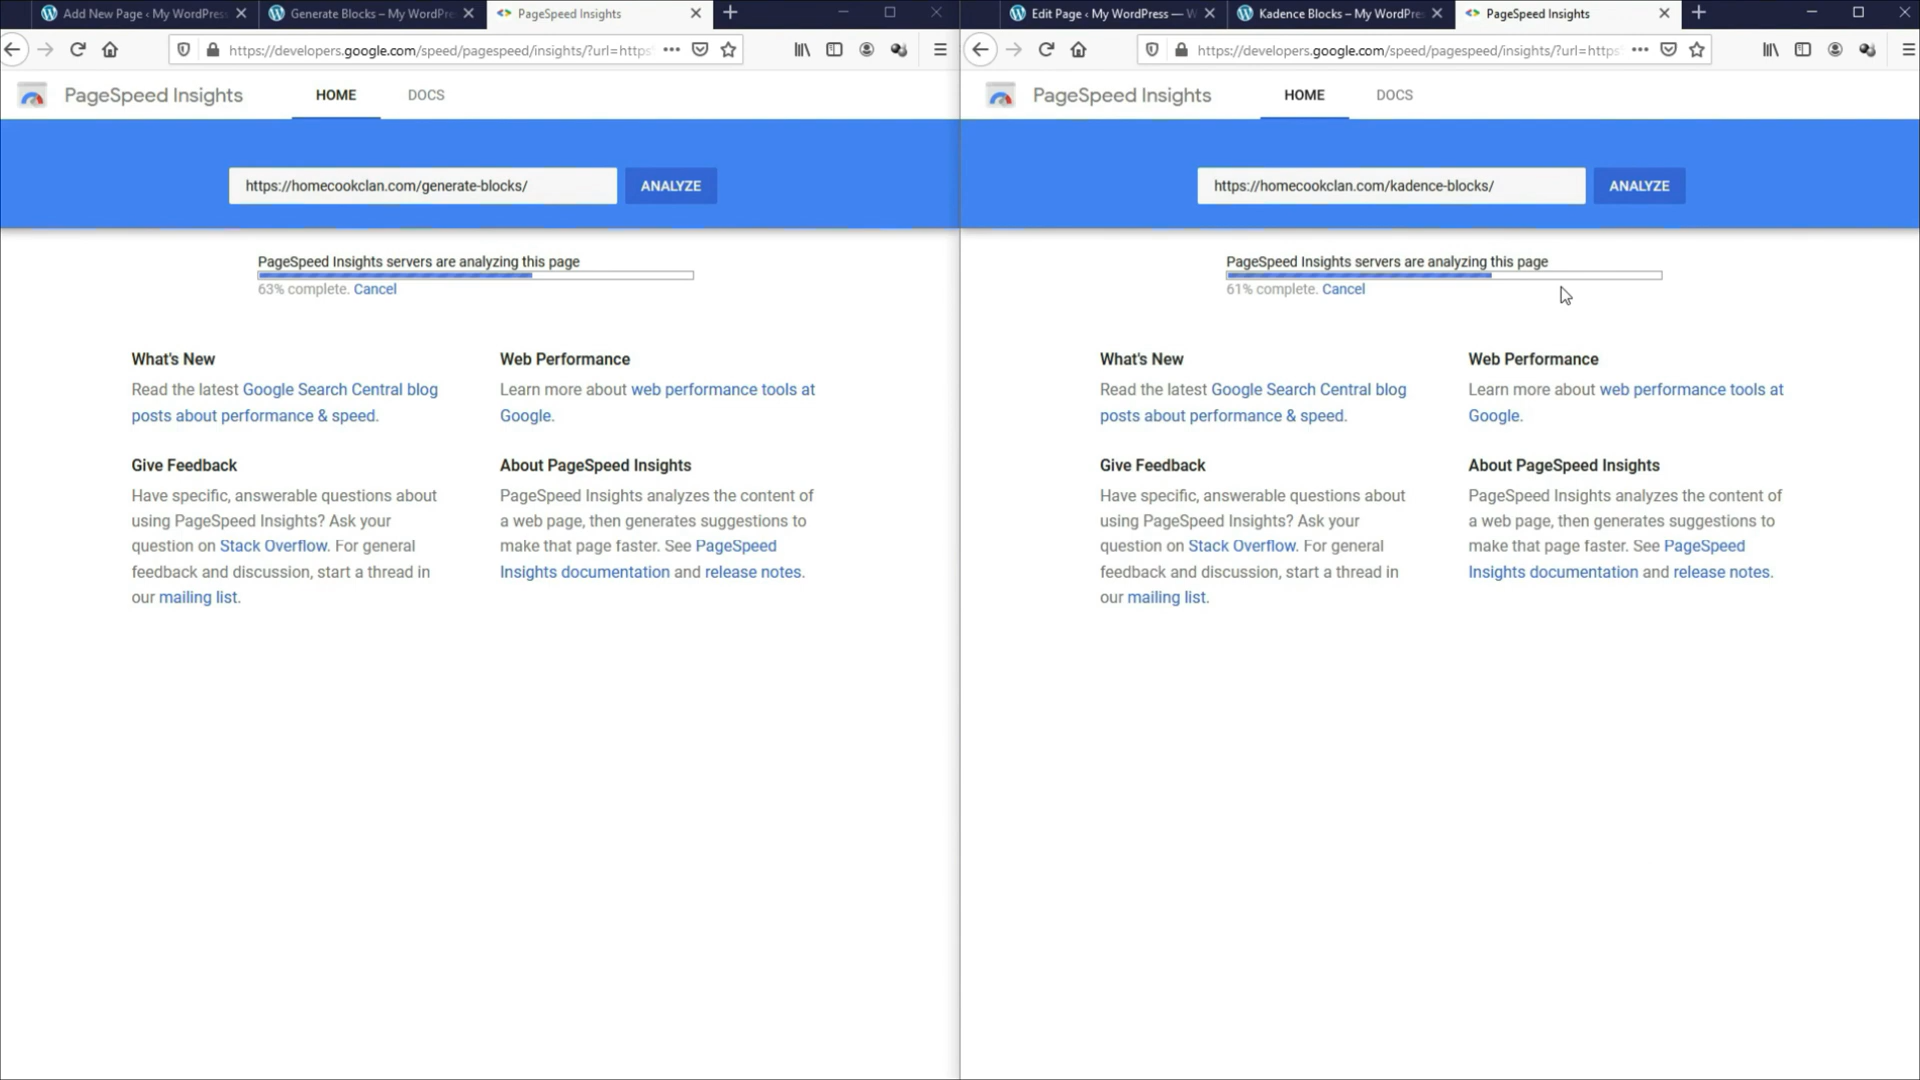 Add New Page ‹ My WordPress
Generate Blocks – My WordPre
PageSpeed Insights
https://developers.google.com/speed/pagespeed/insights/?url=https
PageSpeed Insights
HOME
DOCS
https://homecookclan.com/generate-blocks/
ANALYZE
PageSpeed Insights servers are analyzing this page
63% complete. Cancel
What's New
Read the latest Google Search Central blog
posts about performance & speed.
Web Performance
Learn more about web performance tools at
Google.
Give Feedback
Have specific, answerable questions about
using PageSpeed Insights? Ask your
question on Stack Overflow. For general
feedback and discussion, start a thread in
our mailing list.
About PageSpeed Insights
PageSpeed Insights analyzes the content of
a web page, then generates suggestions to
make that page faster. See PageSpeed
Insights documentation and release notes.
Edit Page ‹ My WordPress — W
Kadence Blocks – My WordPre
PageSpeed Insights
https://developers.google.com/speed/pagespeed/insights/?url=https
PageSpeed Insights
HOME
DOCS
https://homecookclan.com/kadence-blocks/
ANALYZE
PageSpeed Insights servers are analyzing this page
61% complete. Cancel
What's New
Read the latest Google Search Central blog
posts about performance & speed.
Web Performance
Learn more about web performance tools at
Google.
Give Feedback
Have specific, answerable questions about
using PageSpeed Insights? Ask your
question on Stack Overflow. For general
feedback and discussion, start a thread in
our mailing list.
About PageSpeed Insights
PageSpeed Insights analyzes the content of
a web page, then generates suggestions to
make that page faster. See PageSpeed
Insights documentation and release notes.